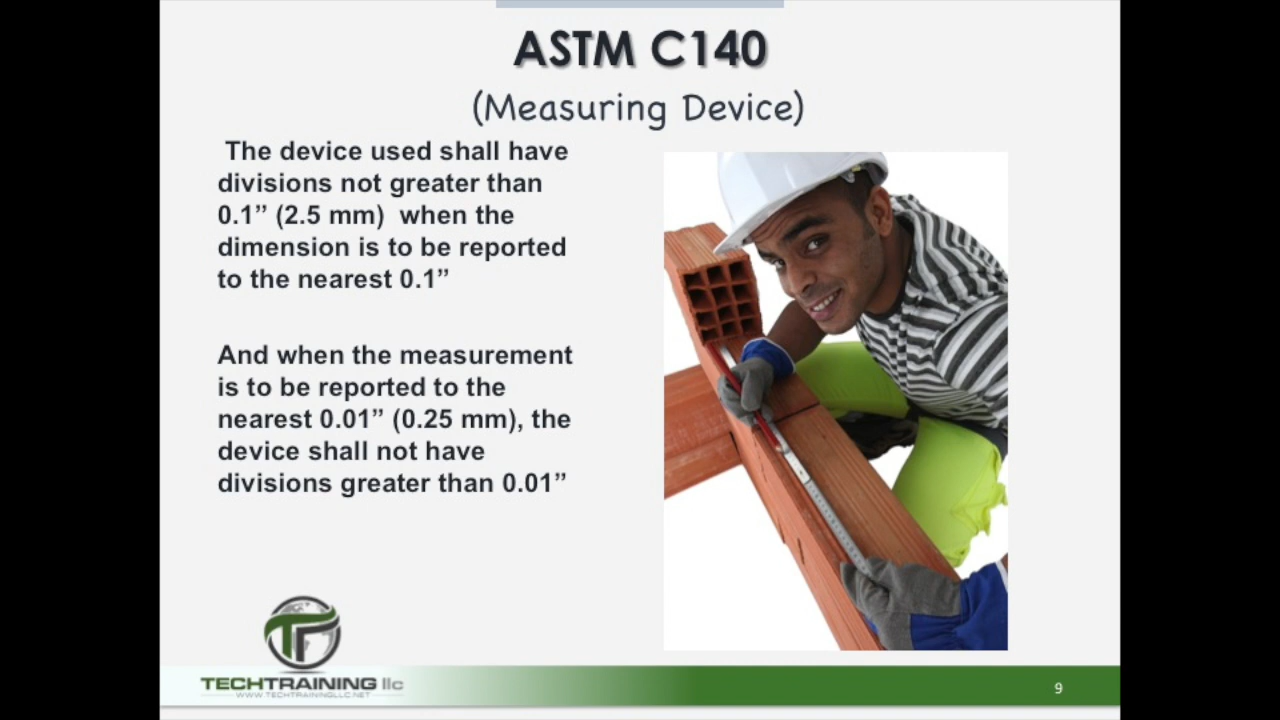 ASTM C140
(Measuring Device)
The device used shall have
divisions not greater than
0.1” (2.5 mm)  when the
dimension is to be reported
to the nearest 0.1”
And when the measurement
is to be reported to the
nearest 0.01” (0.25 mm), the
device shall not have
divisions greater than 0.01”
TECHTRAINING llc
WWW.TECHTRAININGLLC.NET
9